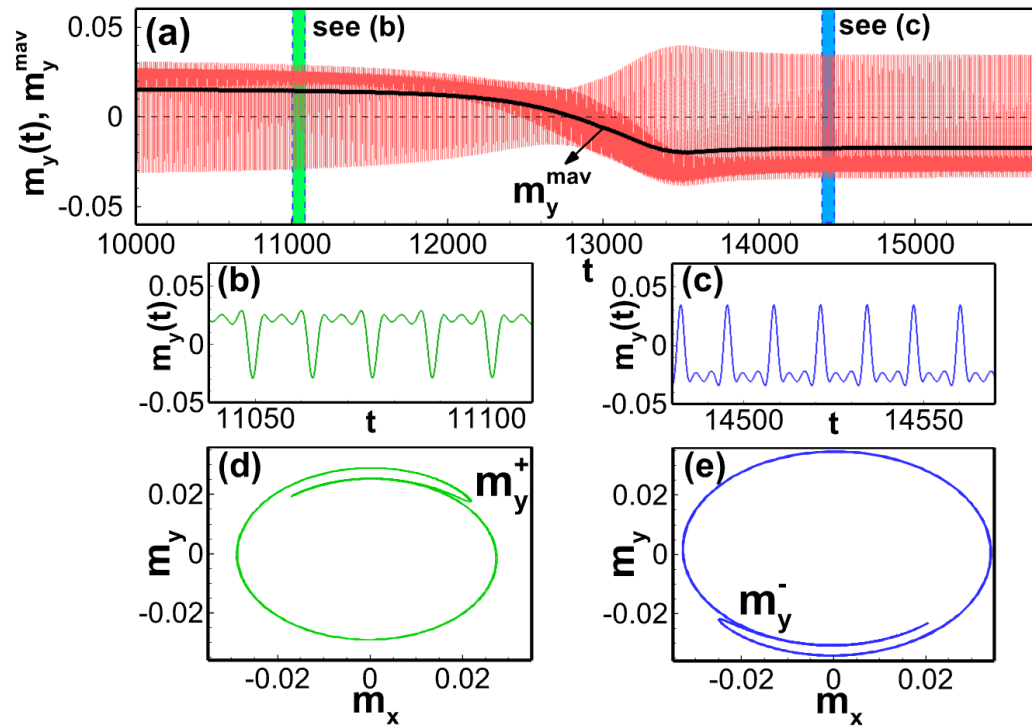 0.05
(a)
see (b)
see (c)
m_y(t), m_y^mav
0
m_y^mav
-0.05
10000 11000 12000 13000 14000 15000
t
(b)
0.05
m_y(t)
0
-0.05
11050 11100
t
(c)
0.05
m_y(t)
0
-0.05
14500 14550
t
(d)
0.02
m_y^+
m_y
0
-0.02
-0.02 0 0.02
m_x
(e)
0.02
m_y
0
m_y^-
-0.02
-0.02 0 0.02
m_x